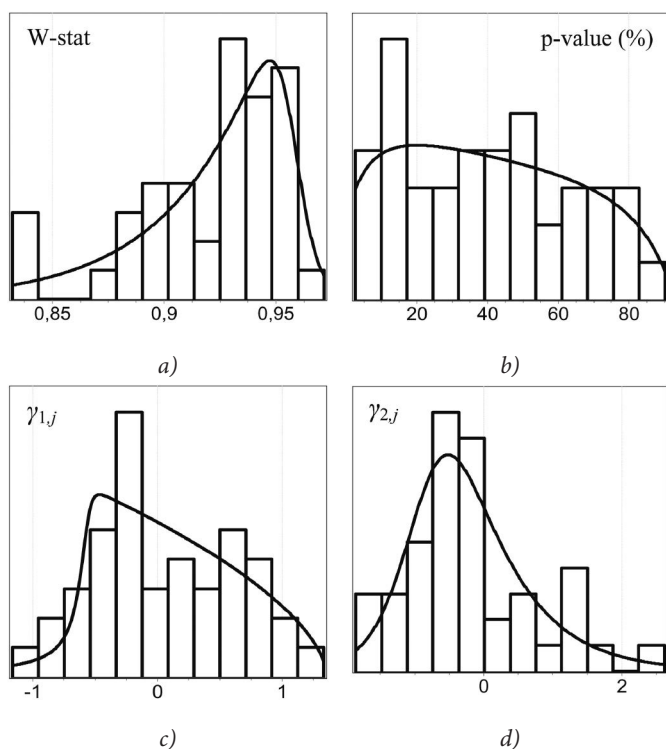 W-stat
p-value (%)
0,85 0,9 0,95
20 40 60 80
a)
b)
γ1,j
γ2,j
-1 0 1
0 2
c)
d)